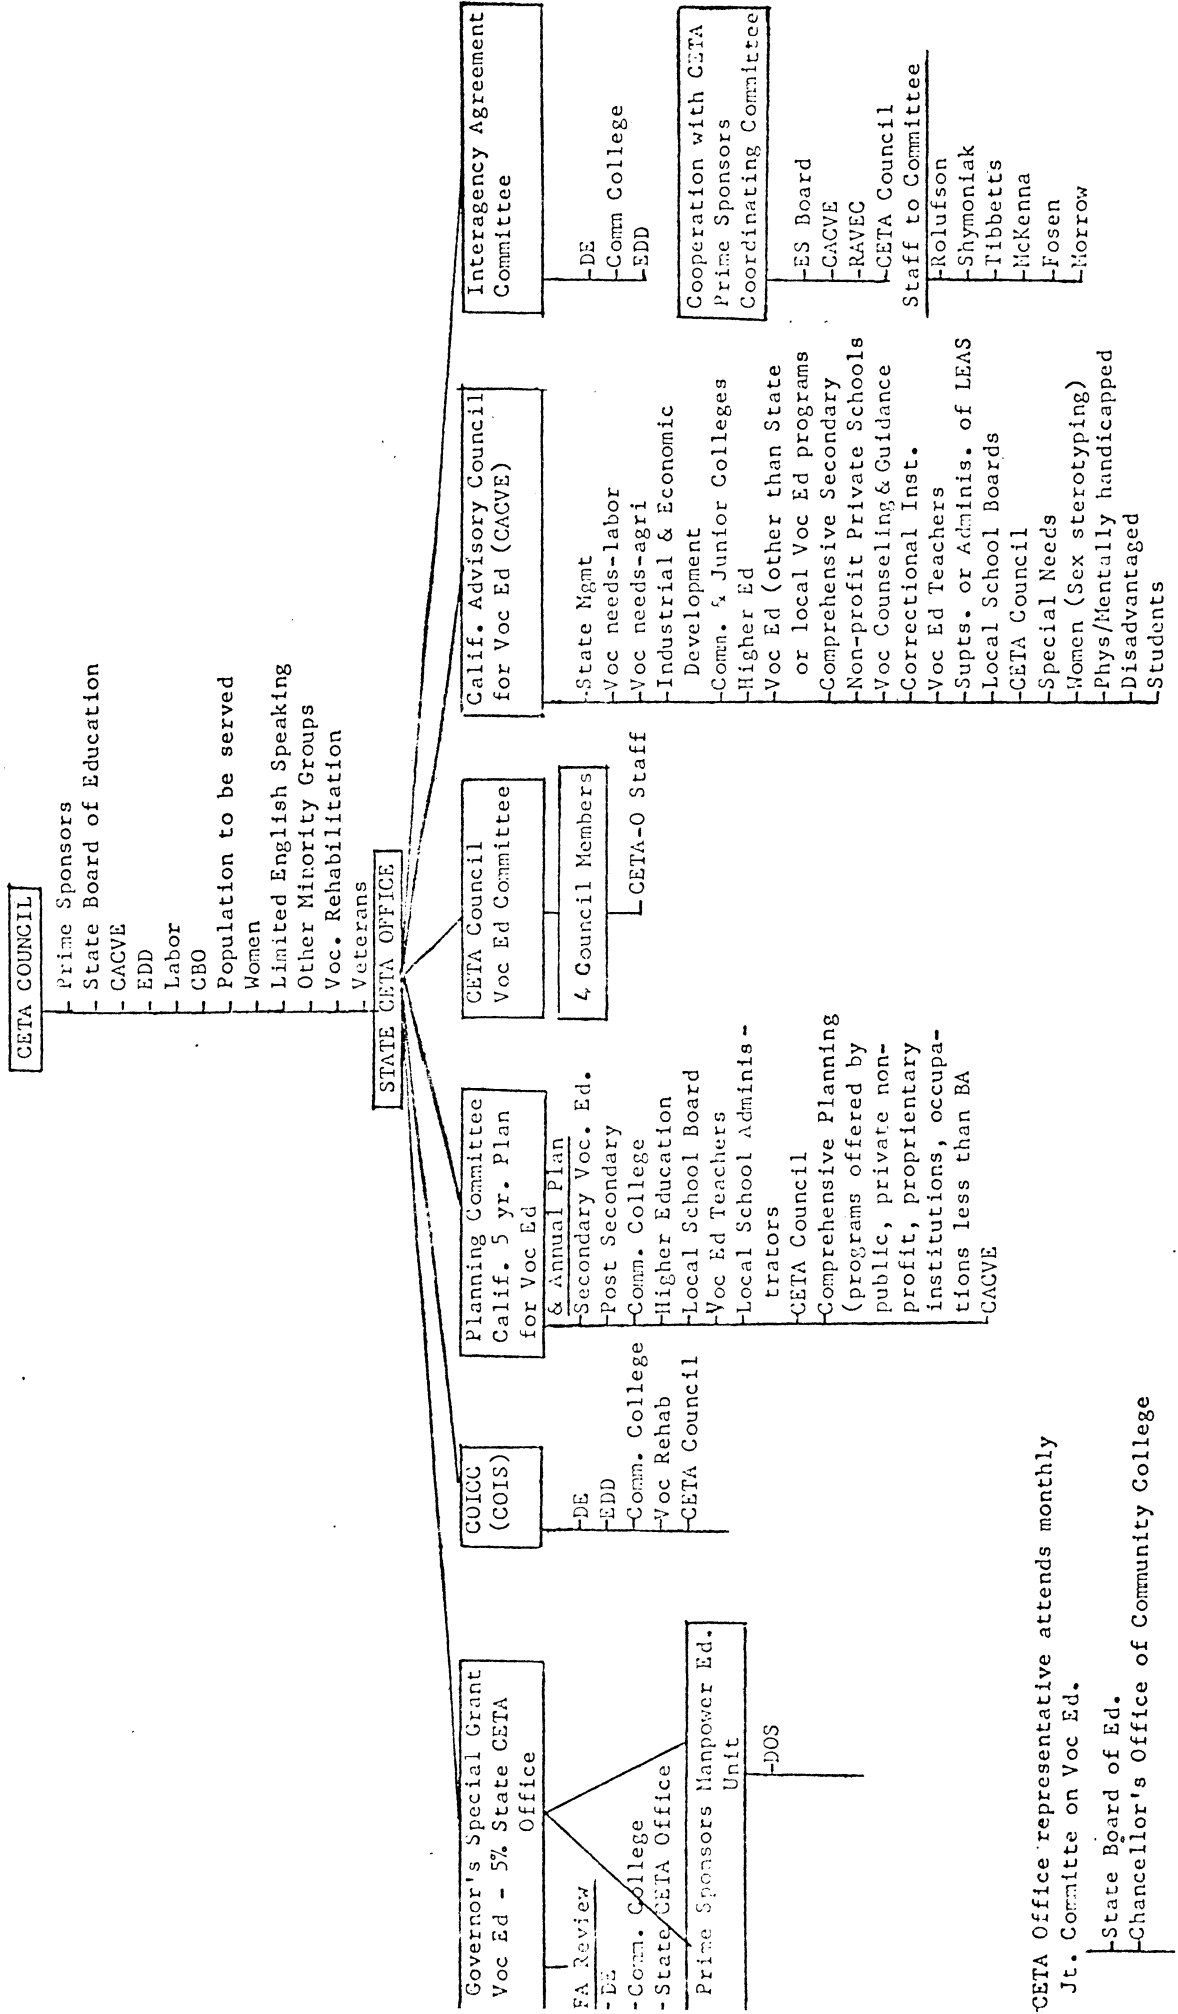 CETA COUNCIL
Prime Sponsors
State Board of Education
CACVE
EDD
Labor
CBO
Population to be served
Women
Limited English Speaking
Other Minority Groups
Voc. Rehabilitation
Veterans
STATE CETA OFFICE
Governor's Special Grant
Voc Ed - 5% State CETA
Office
FA Review
-DE
-Comm. College
-State CETA Office
Prime Sponsors Manpower Ed.
Unit
-DOS
COICC
(COIS)
-DE
-EDD
-Comm. College
-Voc Rehab
-CETA Council
Planning Committee
Calif. 5 yr. Plan
for Voc Ed
& Annual Plan
-Secondary Voc. Ed.
-Post Secondary
-Comm. College
-Higher Education
-Local School Board
-Voc Ed Teachers
-Local School Adminis-
trators
-CETA Council
-Comprehensive Planning
(programs offered by
public, private non-
profit, proprientary
institutions, occupa-
tions less than BA
-CACVE
CETA Council
Voc Ed Committee
4 Council Members
-CETA-O Staff
Calif. Advisory Council
for Voc Ed (CACVE)
-State Mgmt
-Voc needs-labor
-Voc needs-agri
-Industrial & Economic
Development
-Comm. & Junior Colleges
-Higher Ed
-Voc Ed (other than State
or local Voc Ed programs
-Comprehensive Secondary
-Non-profit Private Schools
-Voc Counseling & Guidance
-Correctional Inst.
-Voc Ed Teachers
-Supts. or Adminis. of LEAS
-Local School Boards
-CETA Council
-Special Needs
-Women (Sex sterotyping)
-Phys/Mentally handicapped
-Disadvantaged
-Students
Interagency Agreement
Committee
-DE
-Comm College
-EDD
Cooperation with CETA
Prime Sponsors
Coordinating Committee
-ES Board
-CACVE
-RAVEC
-CETA Council
Staff to Committee
-Rolufson
-Shymoniak
-Tibbetts
-McKenna
-Fosen
-Morrow
-CETA Office representative attends monthly
Jt. Committe on Voc Ed.
-State Board of Ed.
-Chancellor's Office of Community College